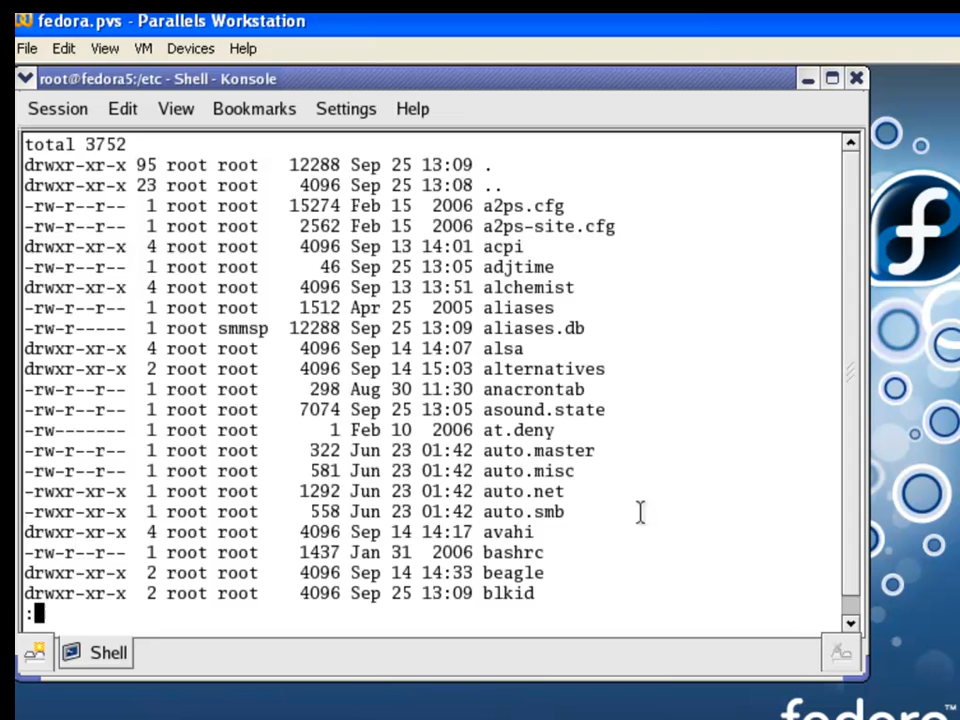 fedora.pvs - Parallels Workstation
File Edit View VM Devices Help
root@fedora5:/etc - Shell - Konsole
Session Edit View Bookmarks Settings Help
total 3752
drwxr-xr-x 95 root root 12288 Sep 25 13:09 .
drwxr-xr-x 23 root root 4096 Sep 25 13:08 ..
-rw-r--r-- 1 root root 15274 Feb 15 2006 a2ps.cfg
-rw-r--r-- 1 root root 2562 Feb 15 2006 a2ps-site.cfg
drwxr-xr-x 4 root root 4096 Sep 13 14:01 acpi
-rw-r--r-- 1 root root 46 Sep 25 13:05 adjtime
drwxr-xr-x 4 root root 4096 Sep 13 13:51 alchemist
-rw-r--r-- 1 root root 1512 Apr 25 2005 aliases
-rw-r----- 1 root smmsp 12288 Sep 25 13:09 aliases.db
drwxr-xr-x 4 root root 4096 Sep 14 14:07 alsa
drwxr-xr-x 2 root root 4096 Sep 14 15:03 alternatives
-rw-r--r-- 1 root root 298 Aug 30 11:30 anacrontab
-rw-r--r-- 1 root root 7074 Sep 25 13:05 asound.state
-rw------- 1 root root 1 Feb 10 2006 at.deny
-rw-r--r-- 1 root root 322 Jun 23 01:42 auto.master
-rw-r--r-- 1 root root 581 Jun 23 01:42 auto.misc
-rwxr-xr-x 1 root root 1292 Jun 23 01:42 auto.net
-rwxr-xr-x 1 root root 558 Jun 23 01:42 auto.smb
drwxr-xr-x 4 root root 4096 Sep 14 14:17 avahi
-rw-r--r-- 1 root root 1437 Jan 31 2006 bashrc
drwxr-xr-x 2 root root 4096 Sep 14 14:33 beagle
drwxr-xr-x 2 root root 4096 Sep 25 13:09 blkid
:
Shell
fedora™